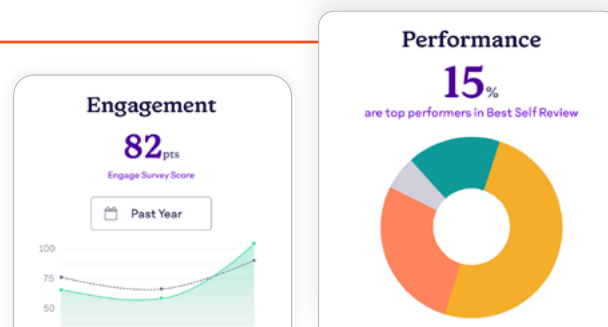 Performance
15%
are top performers in Best Self Review
Engagement
82pts
Engage Survey Score
Past Year
100
75
50